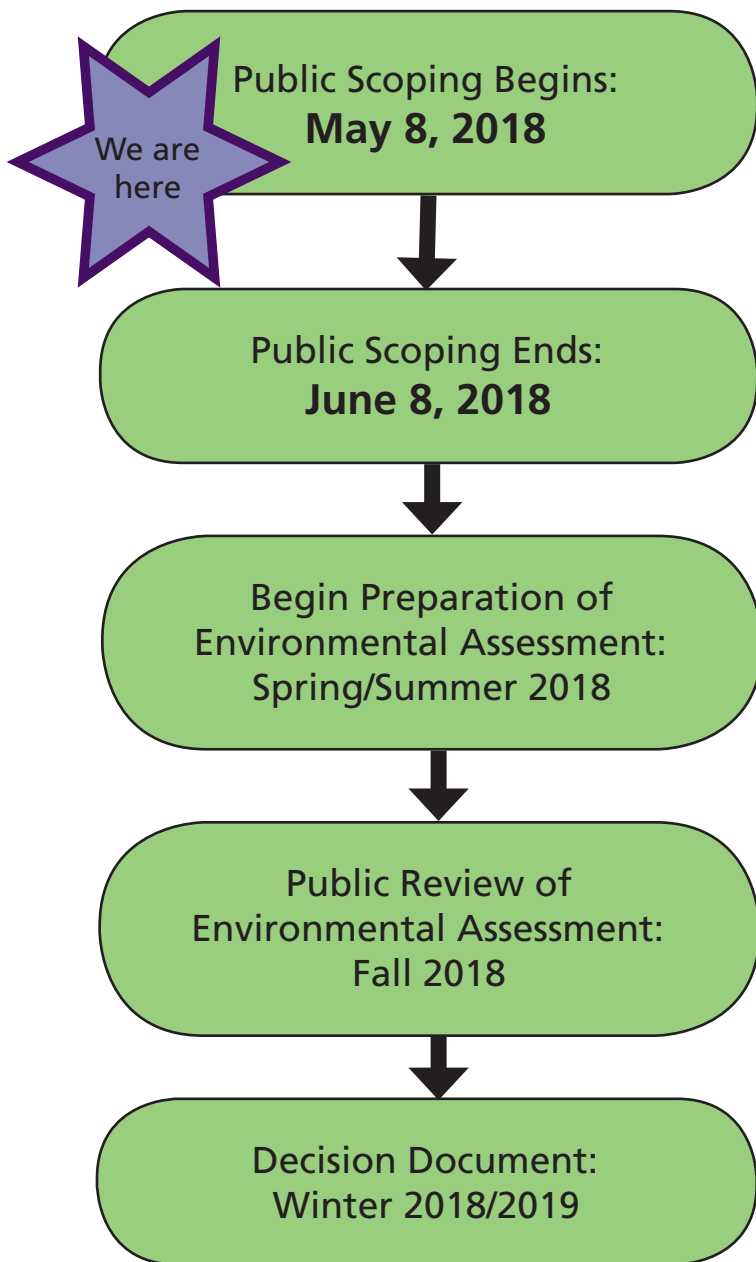 Public Scoping Begins:
May 8, 2018
We are
here
Public Scoping Ends:
June 8, 2018
Begin Preparation of
Environmental Assessment:
Spring/Summer 2018
Public Review of
Environmental Assessment:
Fall 2018
Decision Document:
Winter 2018/2019